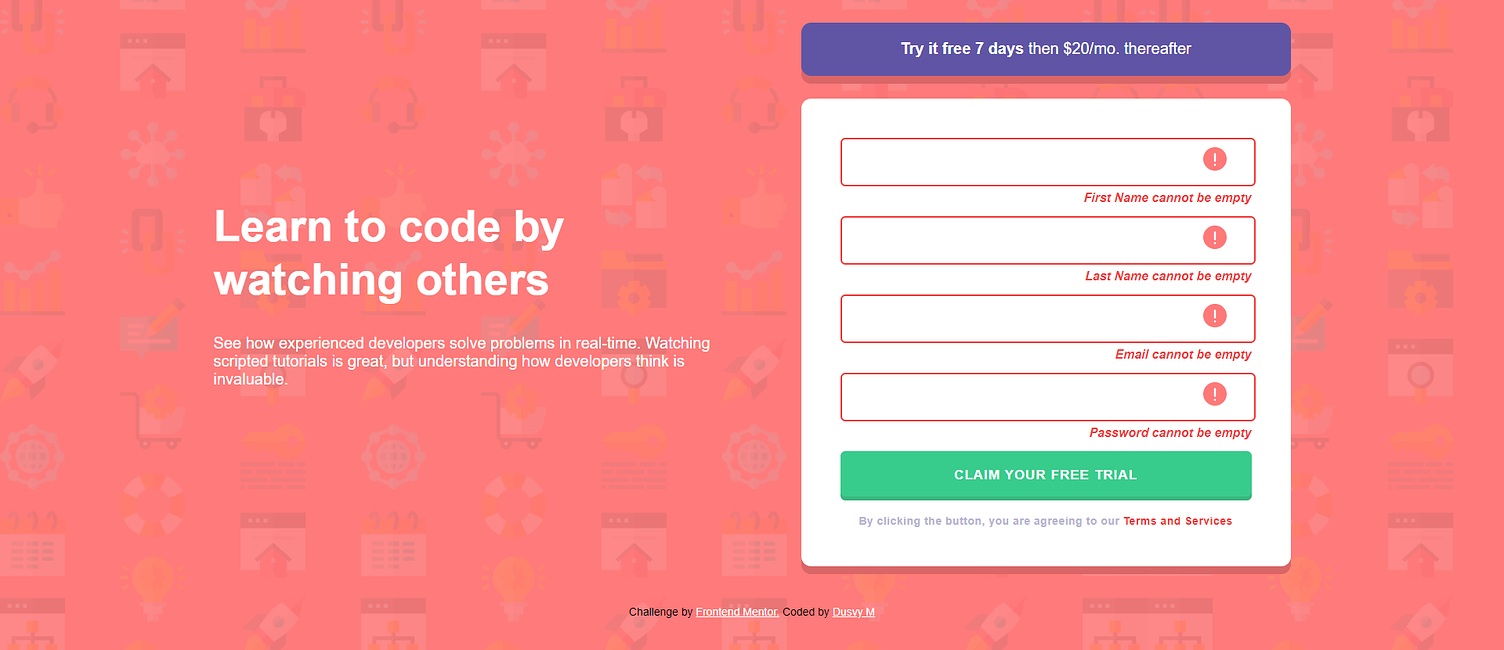 Try it free 7 days then $20/mo. thereafter
Learn to code by
watching others
See how experienced developers solve problems in real-time. Watching
scripted tutorials is great, but understanding how developers think is
invaluable.
!
First Name cannot be empty
!
Last Name cannot be empty
!
Email cannot be empty
!
Password cannot be empty
CLAIM YOUR FREE TRIAL
By clicking the button, you are agreeing to our Terms and Services
Challenge by Frontend Mentor. Coded by Dusvy M